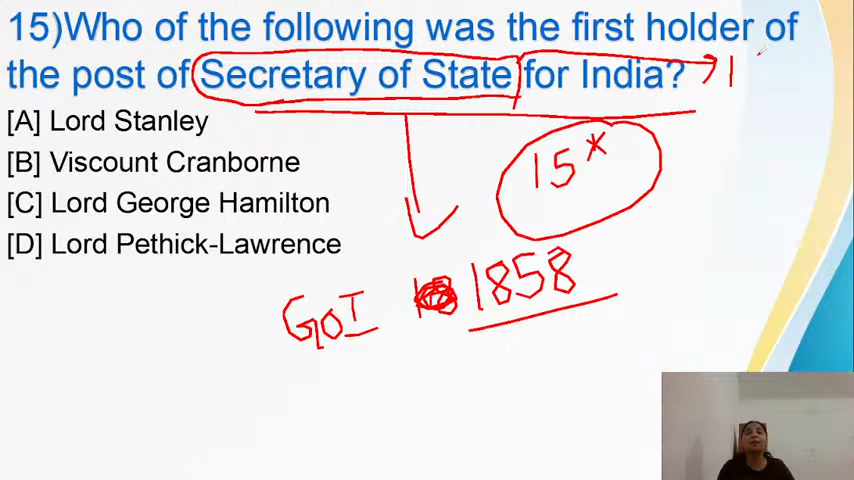 15)Who of the following was the first holder of
the post of Secretary of State for India? → 1
[A] Lord Stanley
[B] Viscount Cranborne
[C] Lord George Hamilton
[D] Lord Pethick-Lawrence
15*
GOI 1858